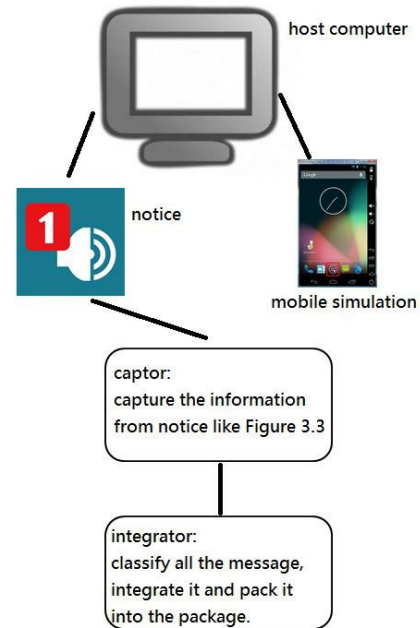 host computer
1
notice
Google
mobile simulation
captor:
capture the information
from notice like Figure 3.3
integrator:
classify all the message,
integrate it and pack it
into the package.